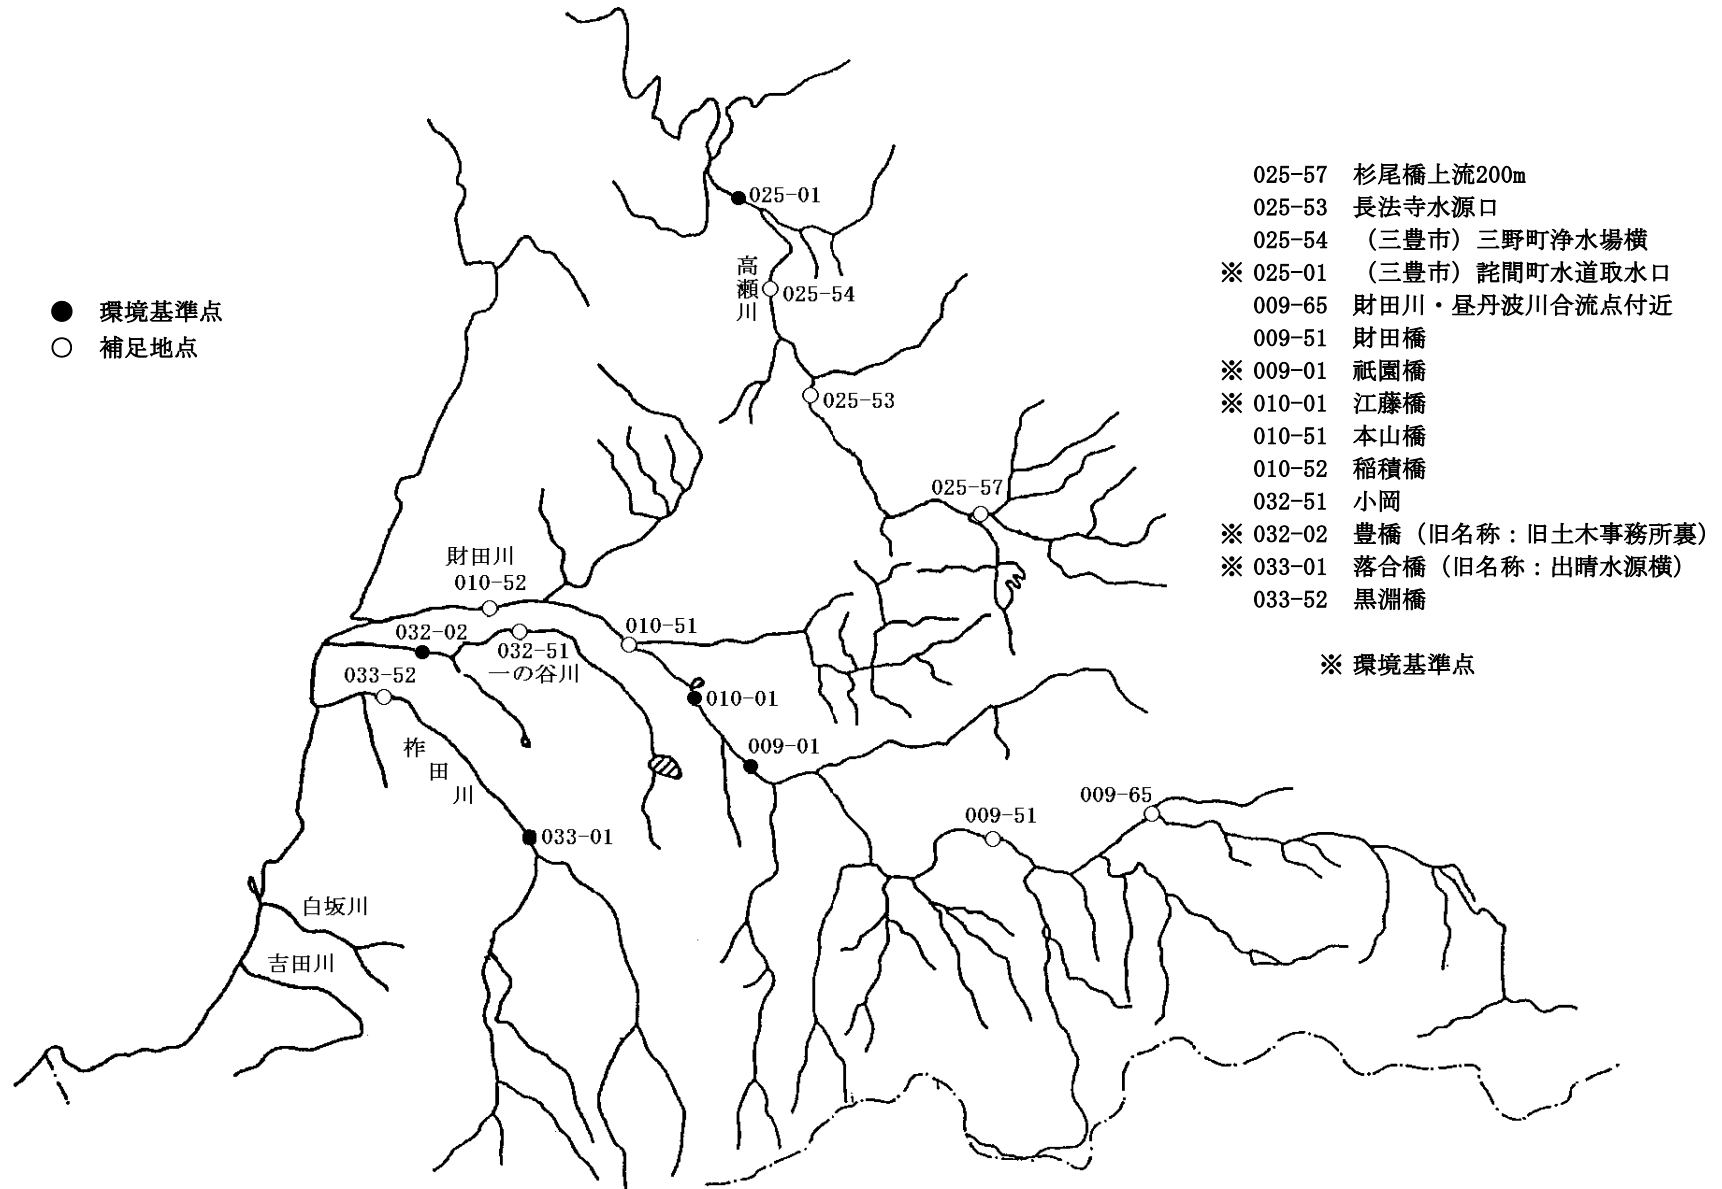 025-01
高瀬川
025-54
025-53
025-57
財田川
010-52
032-02
032-51
一の谷川
010-51
033-52
010-01
009-01
柞田川
033-01
009-51
009-65
白坂川
吉田川
● 環境基準点
○ 補足地点
025-57 杉尾橋上流200m
025-53 長法寺水源口
025-54 (三豊市) 三野町浄水場横
※ 025-01 (三豊市) 詫間町水道取水口
009-65 財田川・昼丹波川合流点付近
009-51 財田橋
※ 009-01 祇園橋
※ 010-01 江藤橋
010-51 本山橋
010-52 稲積橋
032-51 小岡
※ 032-02 豊橋(旧名称:旧土木事務所裏)
※ 033-01 落合橋(旧名称:出晴水源横)
033-52 黒淵橋
※ 環境基準点